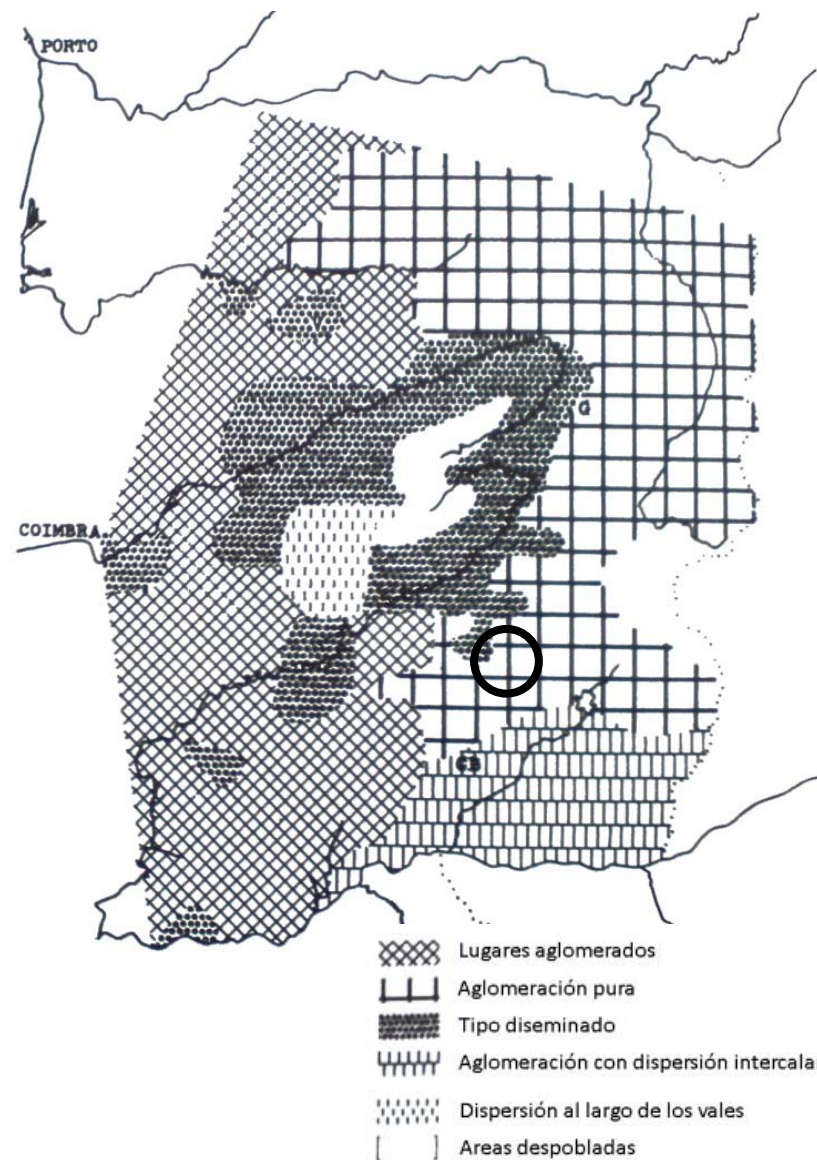 PORTO
V
G
COIMBRA
CB
Lugares aglomerados
Aglomeración pura
Tipo diseminado
Aglomeración con dispersión intercala
Dispersión al largo de los vales
Areas despobladas